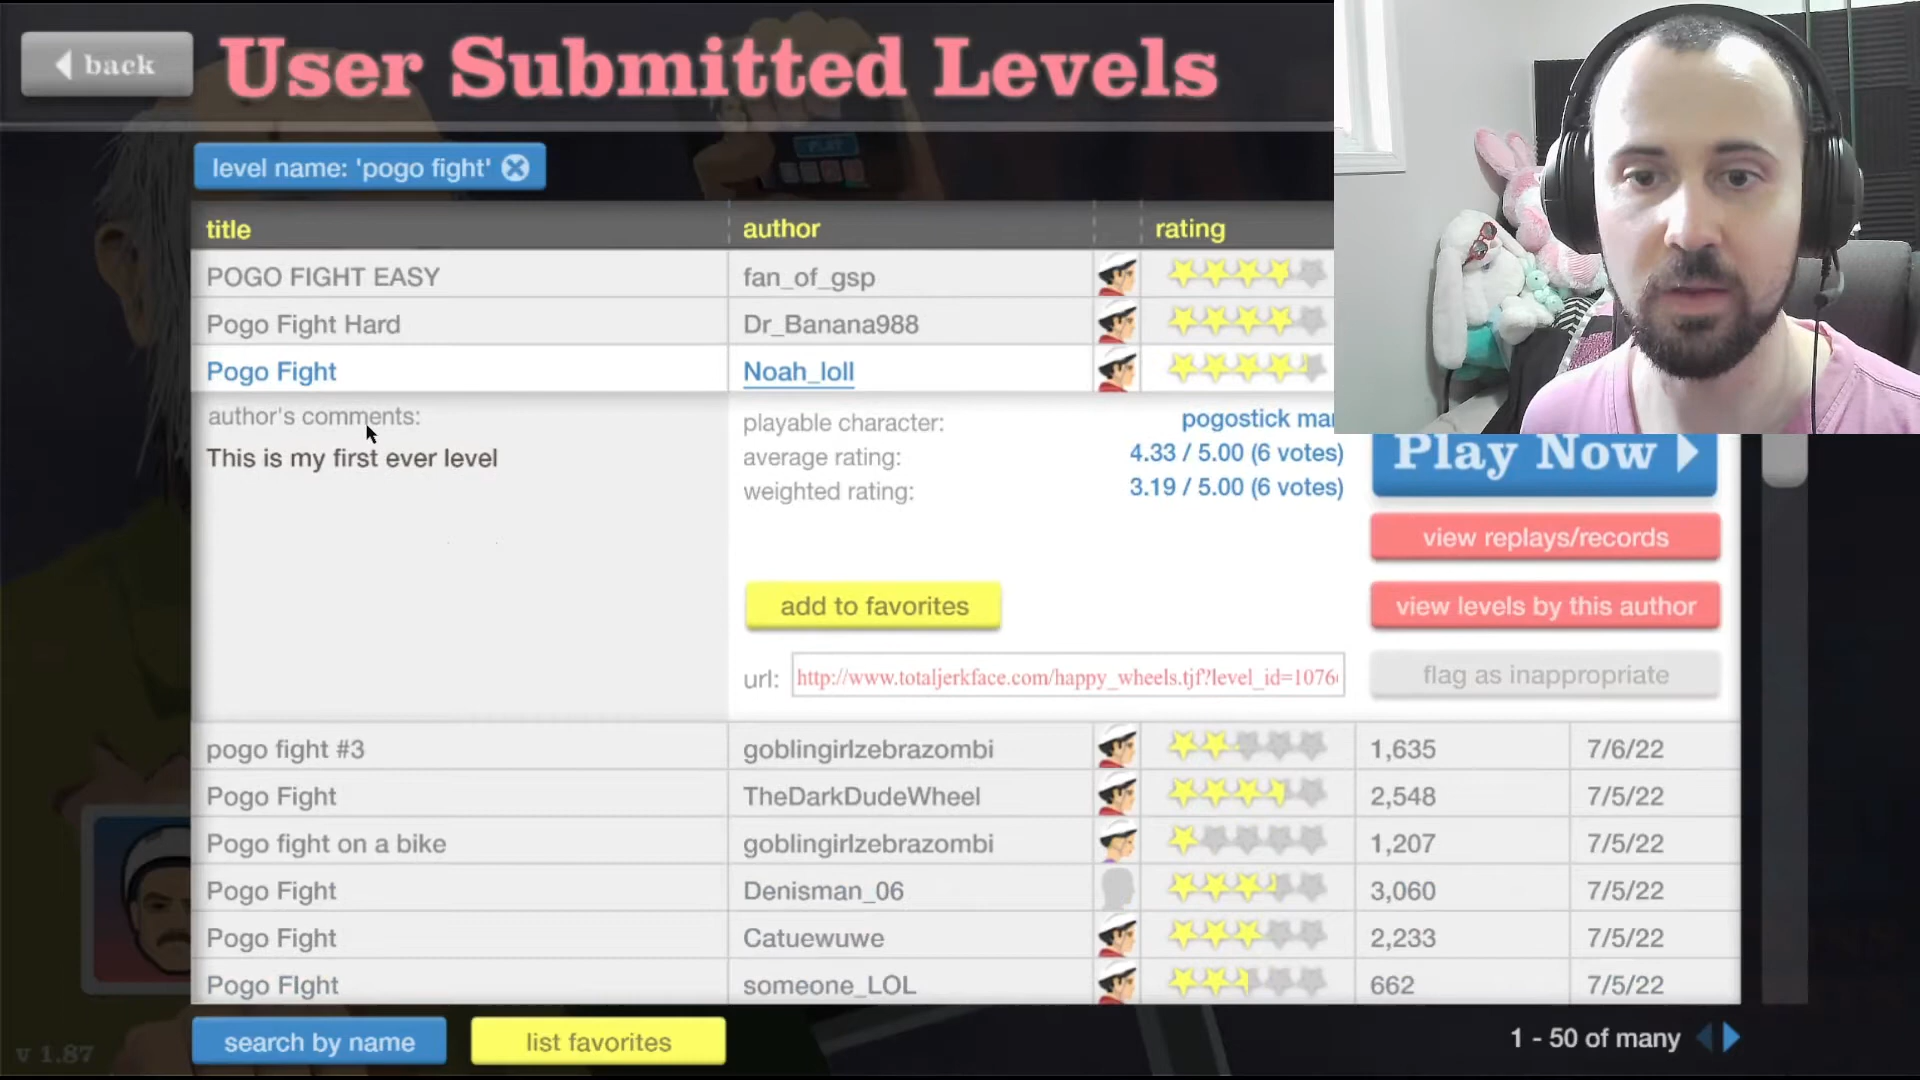 back
User Submitted Levels
level name: 'pogo fight'
title author rating
POGO FIGHT EASY fan_of_gsp
Pogo Fight Hard Dr_Banana988
Pogo Fight Noah_loll
author's comments:
This is my first ever level
playable character: pogostick man
average rating: 4.33 / 5.00 (6 votes)
weighted rating: 3.19 / 5.00 (6 votes)
Play Now
view replays/records
add to favorites
view levels by this author
url: http://www.totaljerkface.com/happy_wheels.tjf?level_id=1076
flag as inappropriate
pogo fight #3 goblingirlzebrazombi 1,635 7/6/22
Pogo Fight TheDarkDudeWheel 2,548 7/5/22
Pogo fight on a bike goblingirlzebrazombi 1,207 7/5/22
Pogo Fight Denisman_06 3,060 7/5/22
Pogo Fight Catuewuwe 2,233 7/5/22
Pogo FIght someone_LOL 662 7/5/22
search by name list favorites 1 - 50 of many
v 1.87